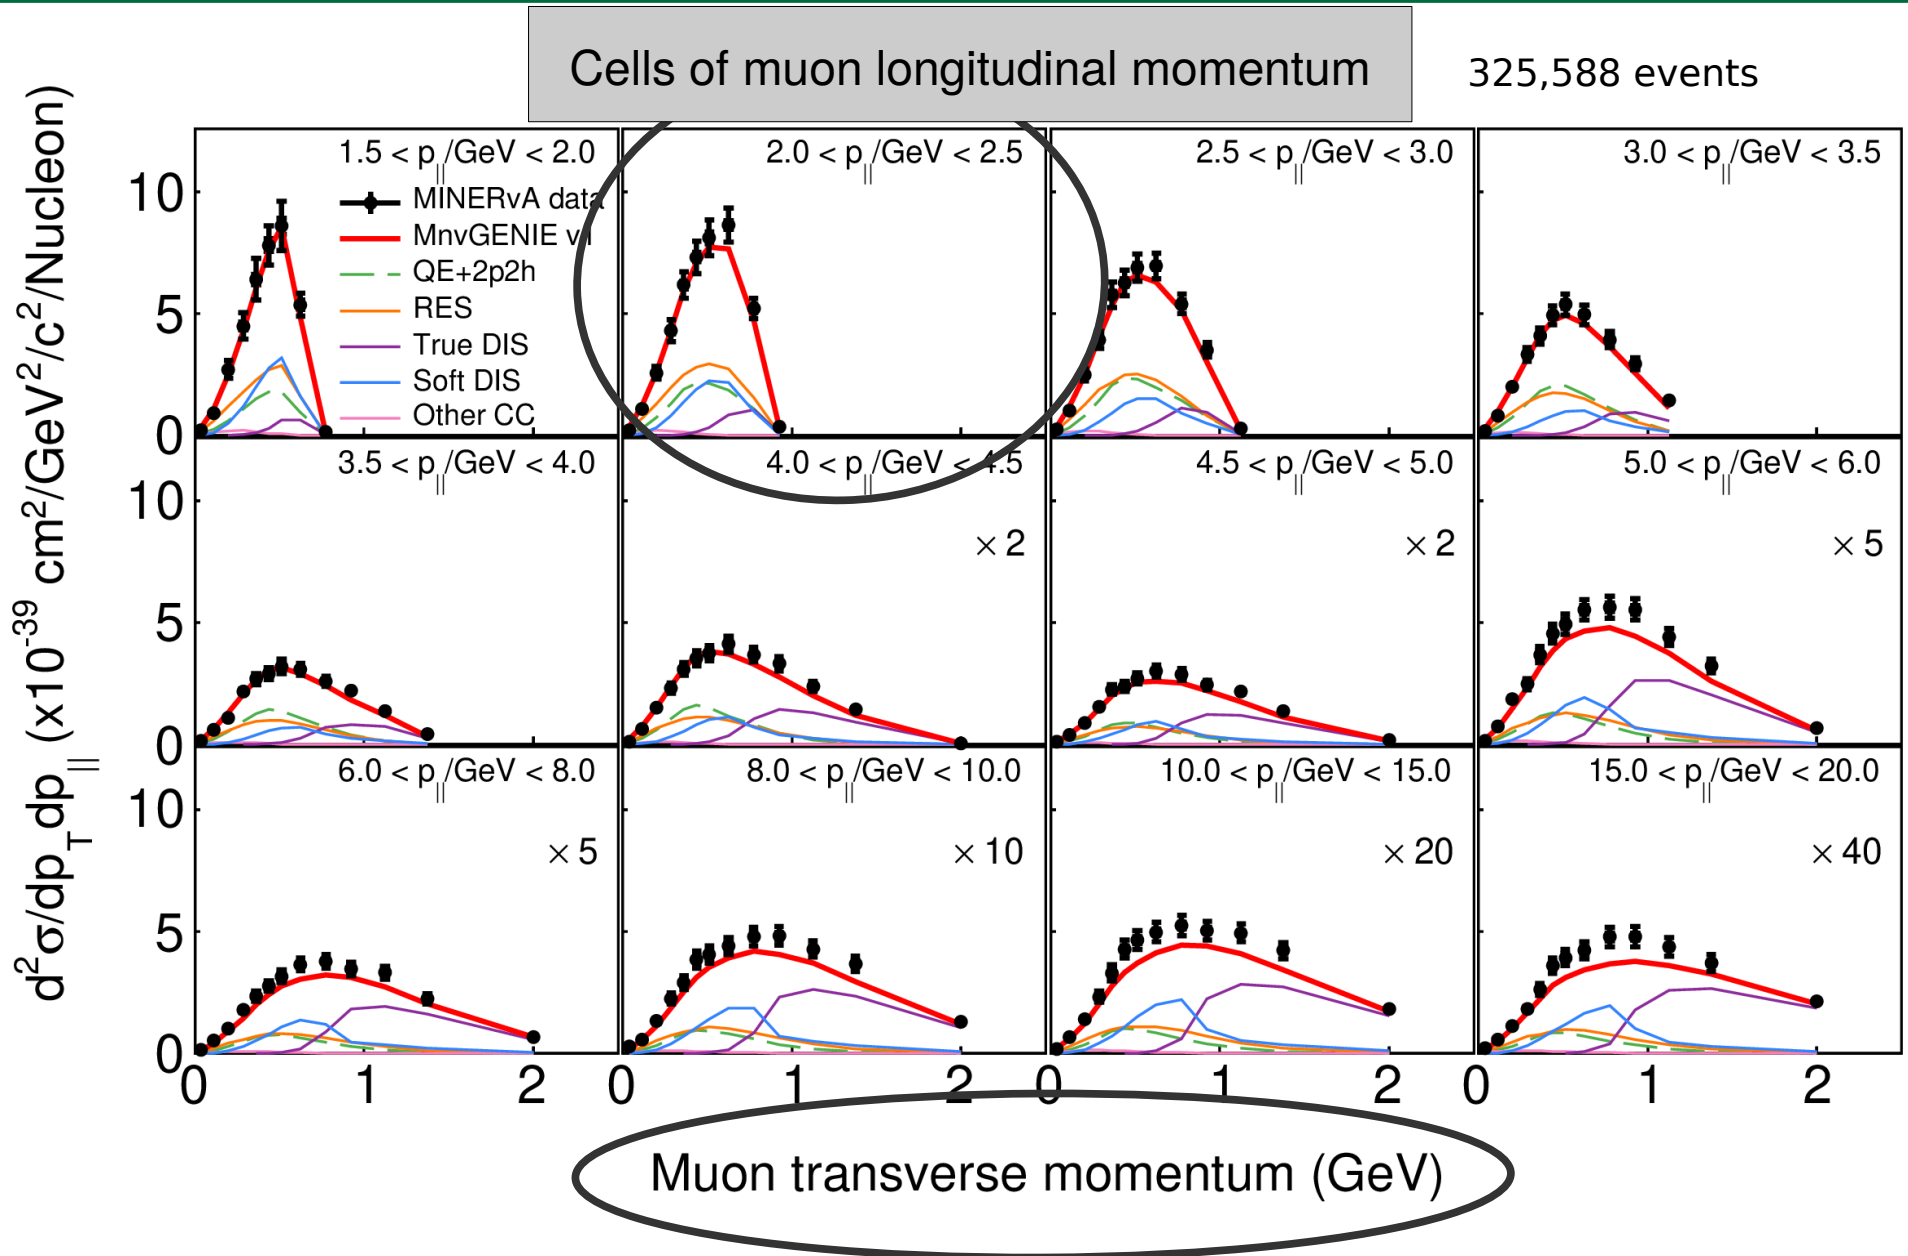 Cells of muon longitudinal momentum
325,588 events
d²σ/dp_T dp_|| (x10⁻³⁹ cm²/GeV²/c²/Nucleon)
1.5 < p_||/GeV < 2.0
2.0 < p_||/GeV < 2.5
2.5 < p_||/GeV < 3.0
3.0 < p_||/GeV < 3.5
MINERvA data
MnvGENIE v1
QE+2p2h
RES
True DIS
Soft DIS
Other CC
10
5
0
3.5 < p_||/GeV < 4.0
4.0 < p_||/GeV < 4.5
4.5 < p_||/GeV < 5.0
5.0 < p_||/GeV < 6.0
× 2
× 2
× 5
10
5
0
6.0 < p_||/GeV < 8.0
8.0 < p_||/GeV < 10.0
10.0 < p_||/GeV < 15.0
15.0 < p_||/GeV < 20.0
× 5
× 10
× 20
× 40
10
5
0
0 1 2 0 1 2 0 1 2 0 1 2
Muon transverse momentum (GeV)